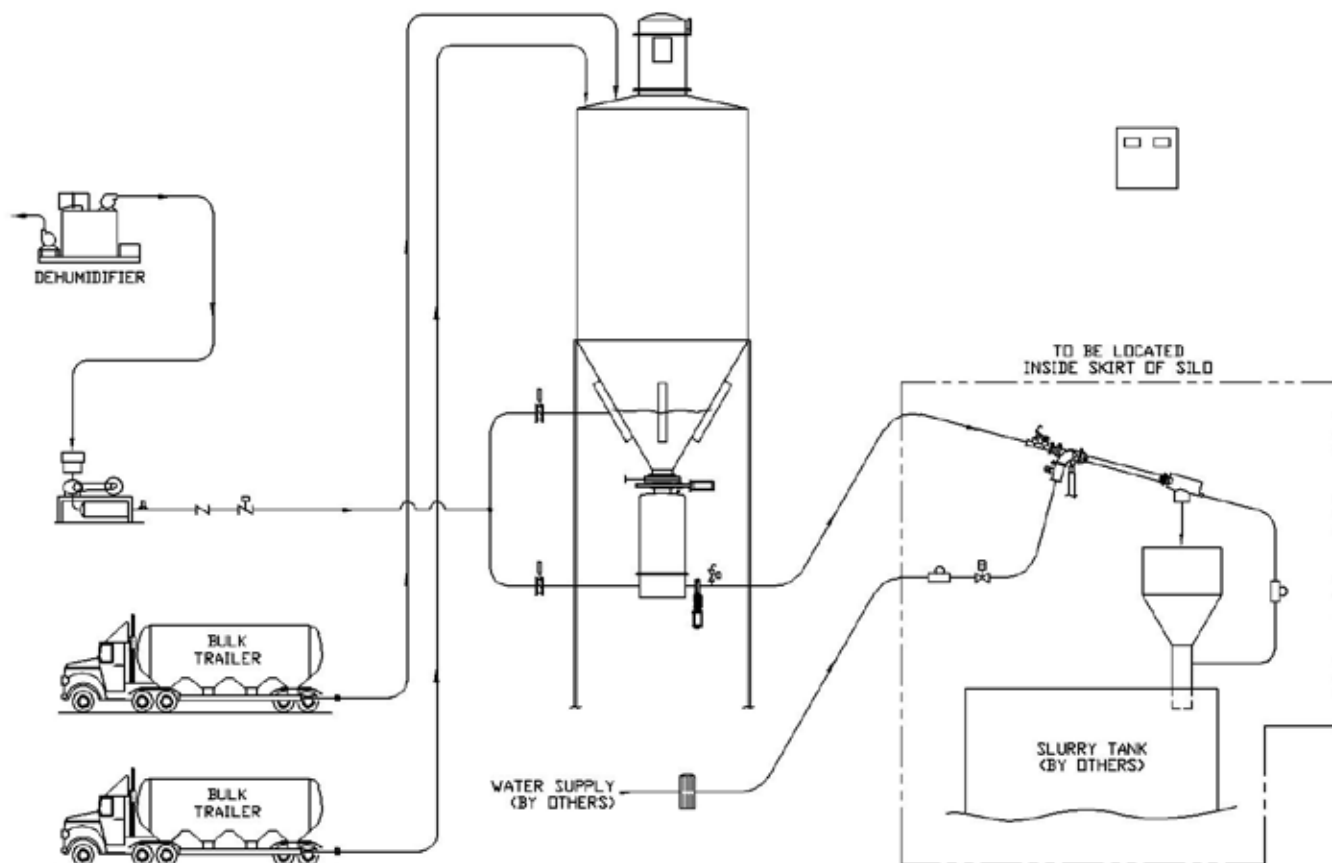 DEHUMIDIFIER
TO BE LOCATED
INSIDE SKIRT OF SILO
BULK
TRAILER
BULK
TRAILER
WATER SUPPLY
(BY OTHERS)
SLURRY TANK
(BY OTHERS)